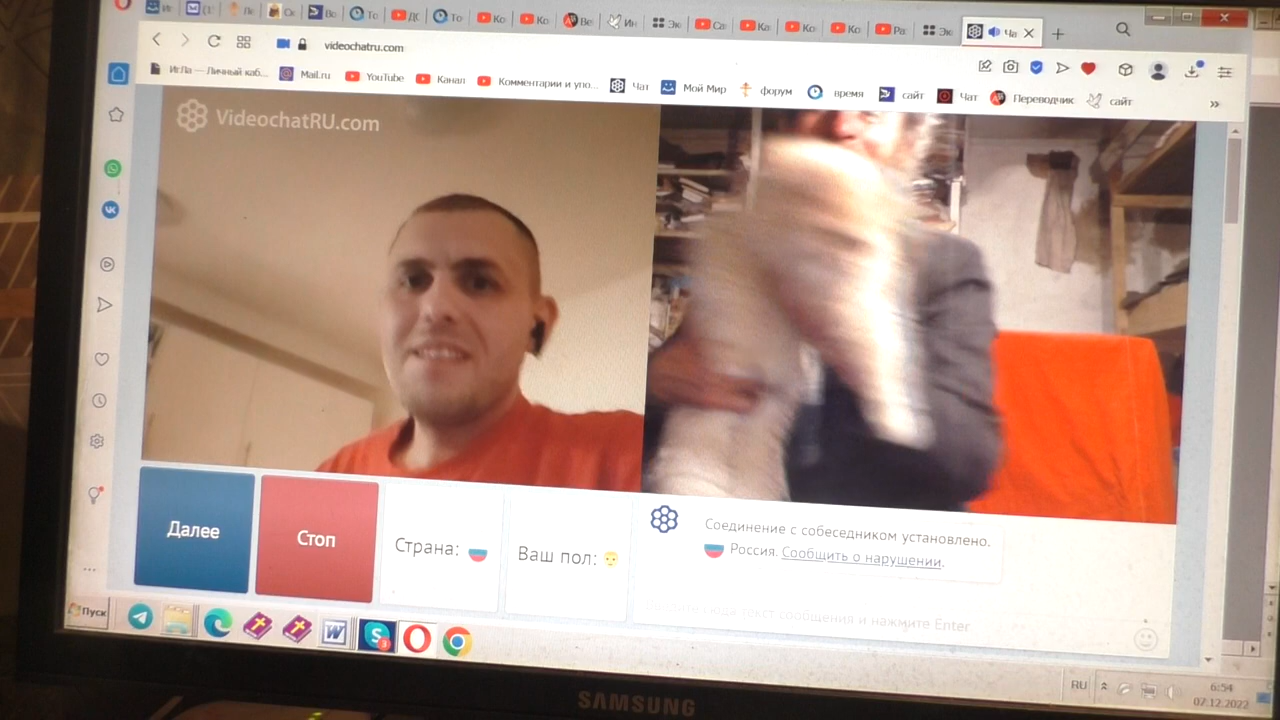 videochatru.com
ИгЛа — Личный каб...
Mail.ru
YouTube
Канал
Комментарии и упо...
Чат
Мой Мир
форум
время
сайт
Чат
Переводчик
сайт
VideochatRU.com
Далее
Стоп
Страна:
Ваш пол:
Соединение с собеседником установлено.
Россия. Сообщить о нарушении.
текст сообщения и нажмите Enter
Пуск
RU
6:54
07.12.2022
SAMSUNG